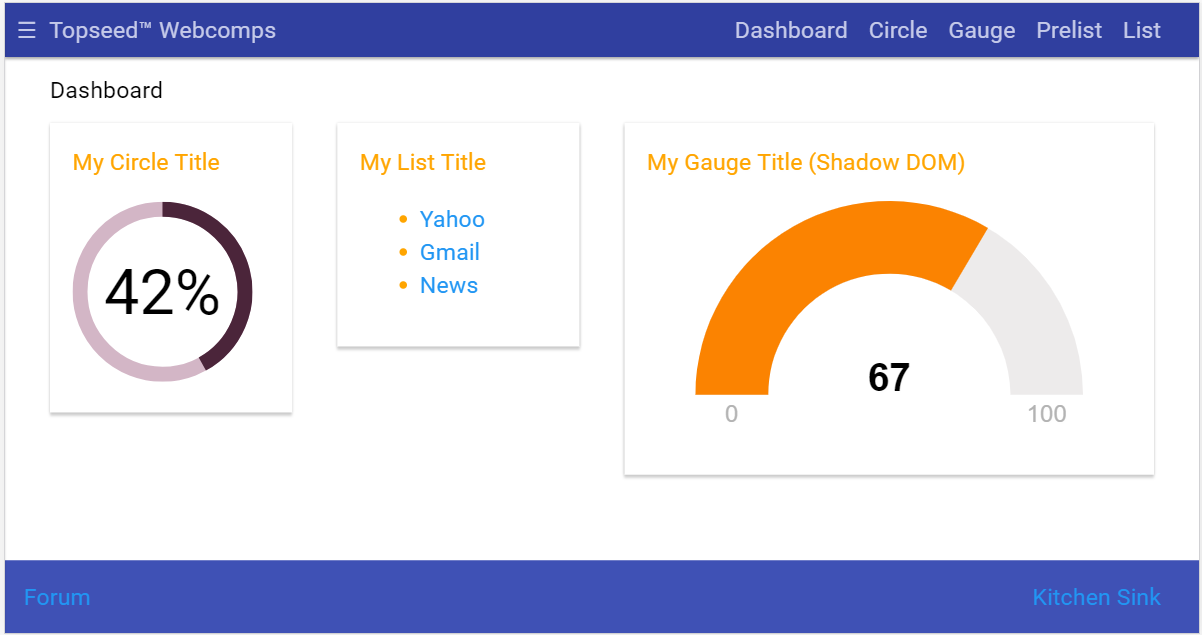 ☰ Topseed™ Webcomps Dashboard Circle Gauge Prelist List
Dashboard
My Circle Title
42%
My List Title
• Yahoo
• Gmail
• News
My Gauge Title (Shadow DOM)
67
0 100
Forum Kitchen Sink